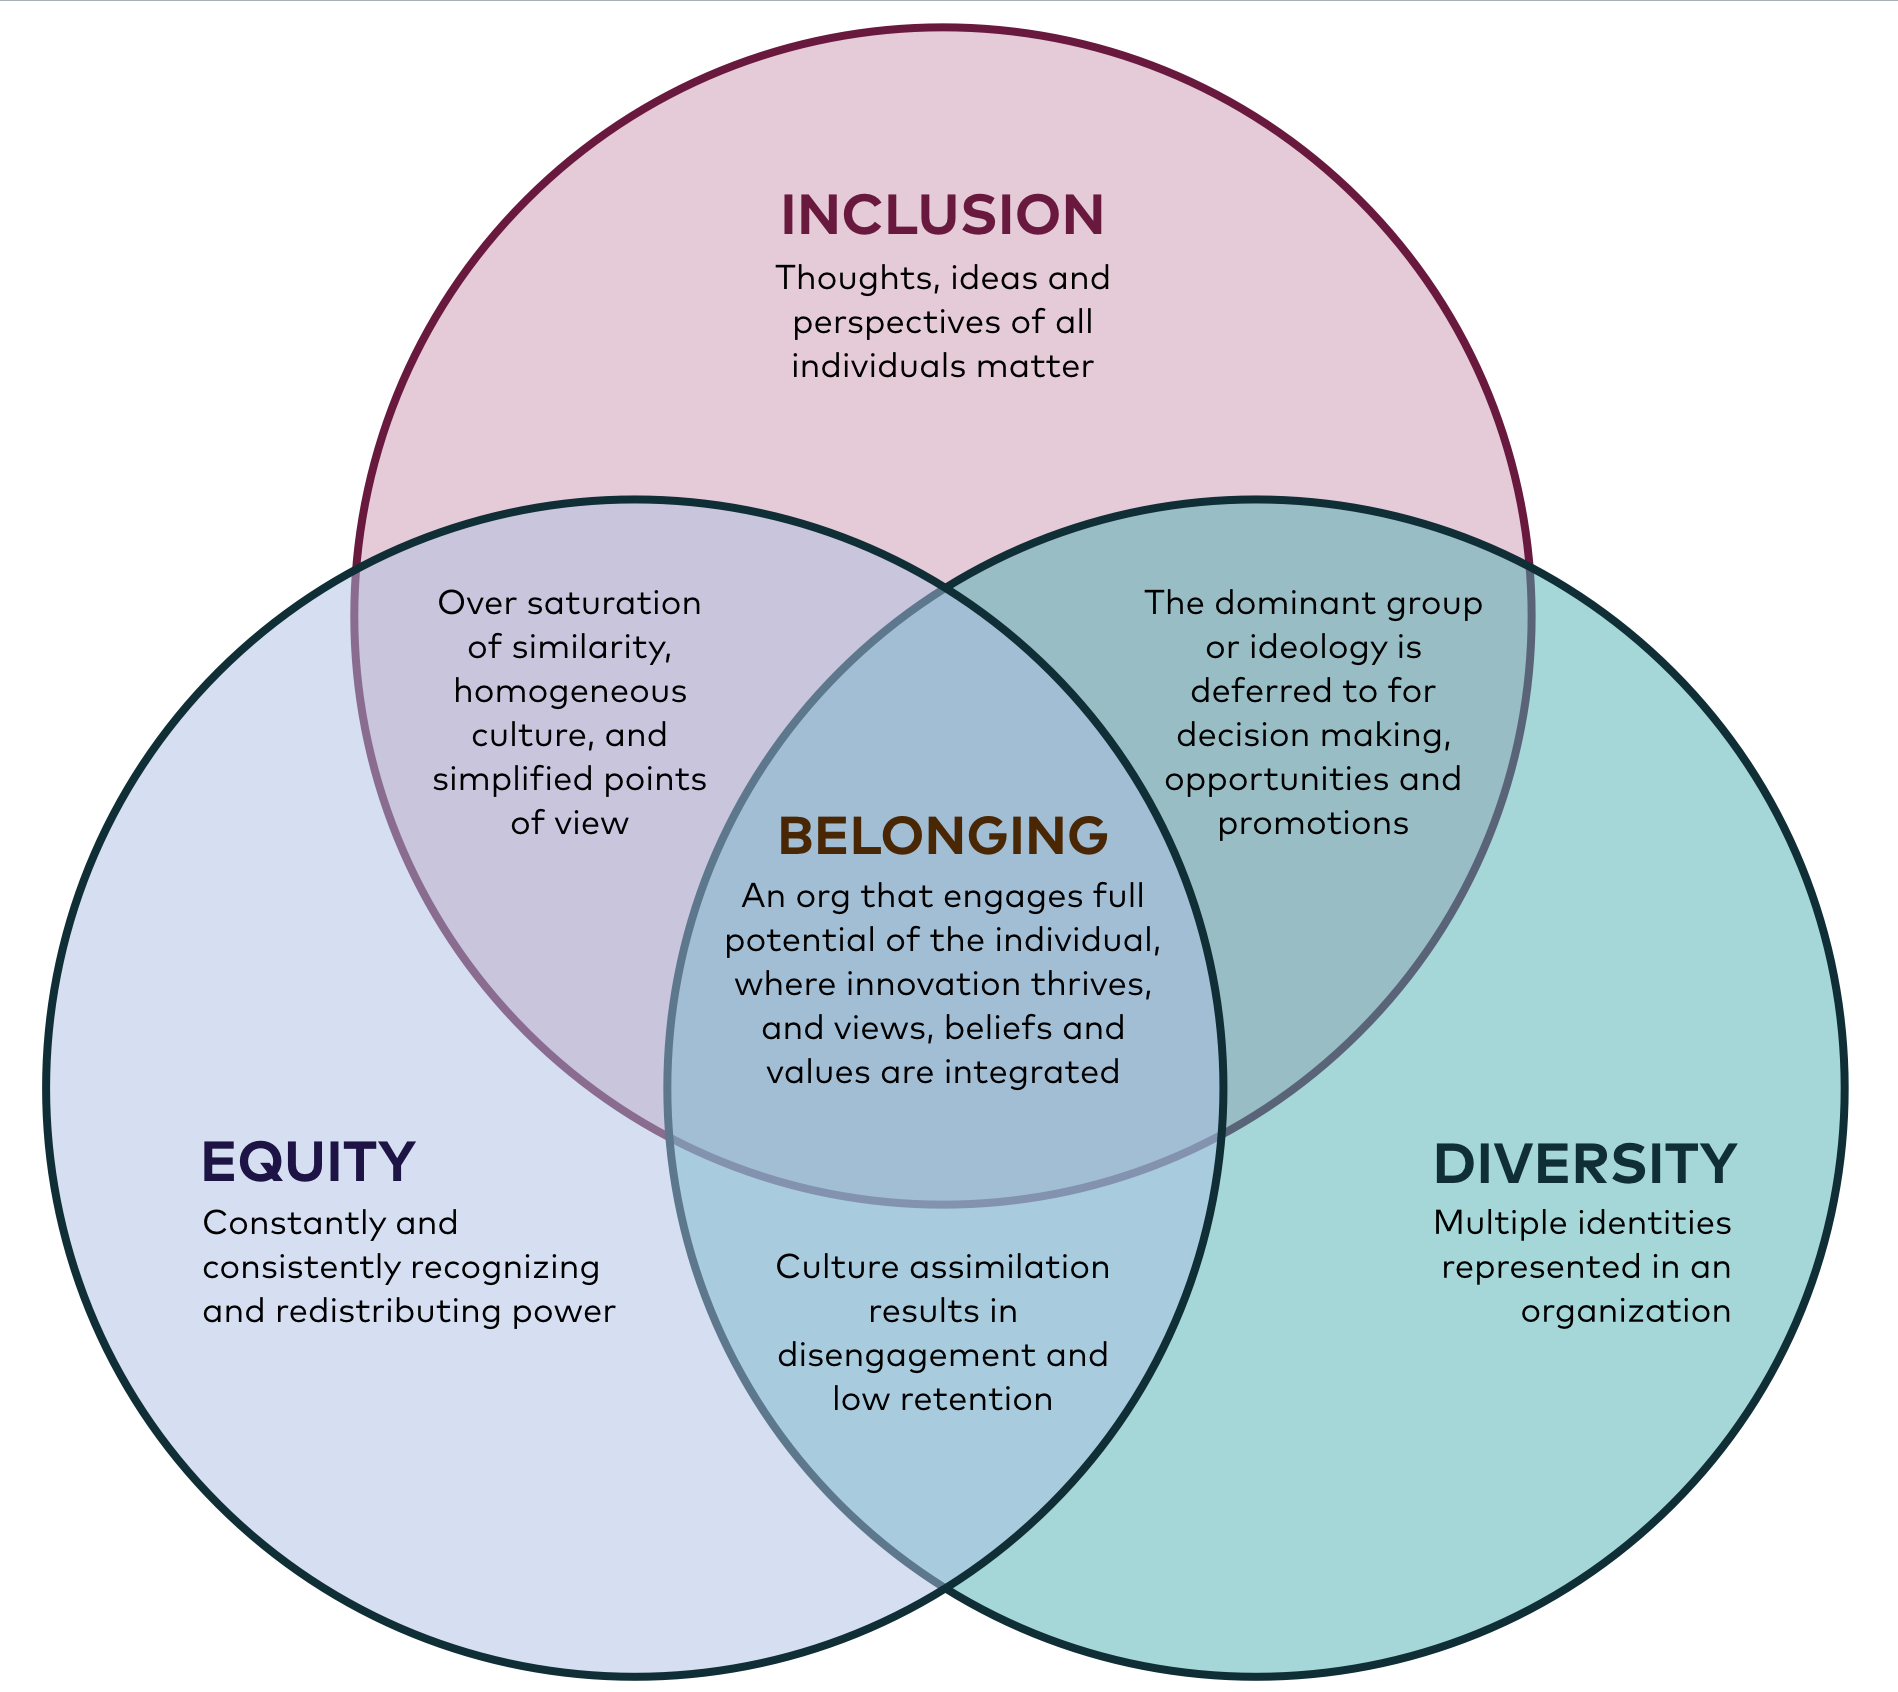 INCLUSION
Thoughts, ideas and
perspectives of all
individuals matter
Over saturation
of similarity,
homogeneous
culture, and
simplified points
of view
The dominant group
or ideology is
deferred to for
decision making,
opportunities and
promotions
BELONGING
An org that engages full
potential of the individual,
where innovation thrives,
and views, beliefs and
values are integrated
EQUITY
Constantly and
consistently recognizing
and redistributing power
Culture assimilation
results in
disengagement and
low retention
DIVERSITY
Multiple identities
represented in an
organization